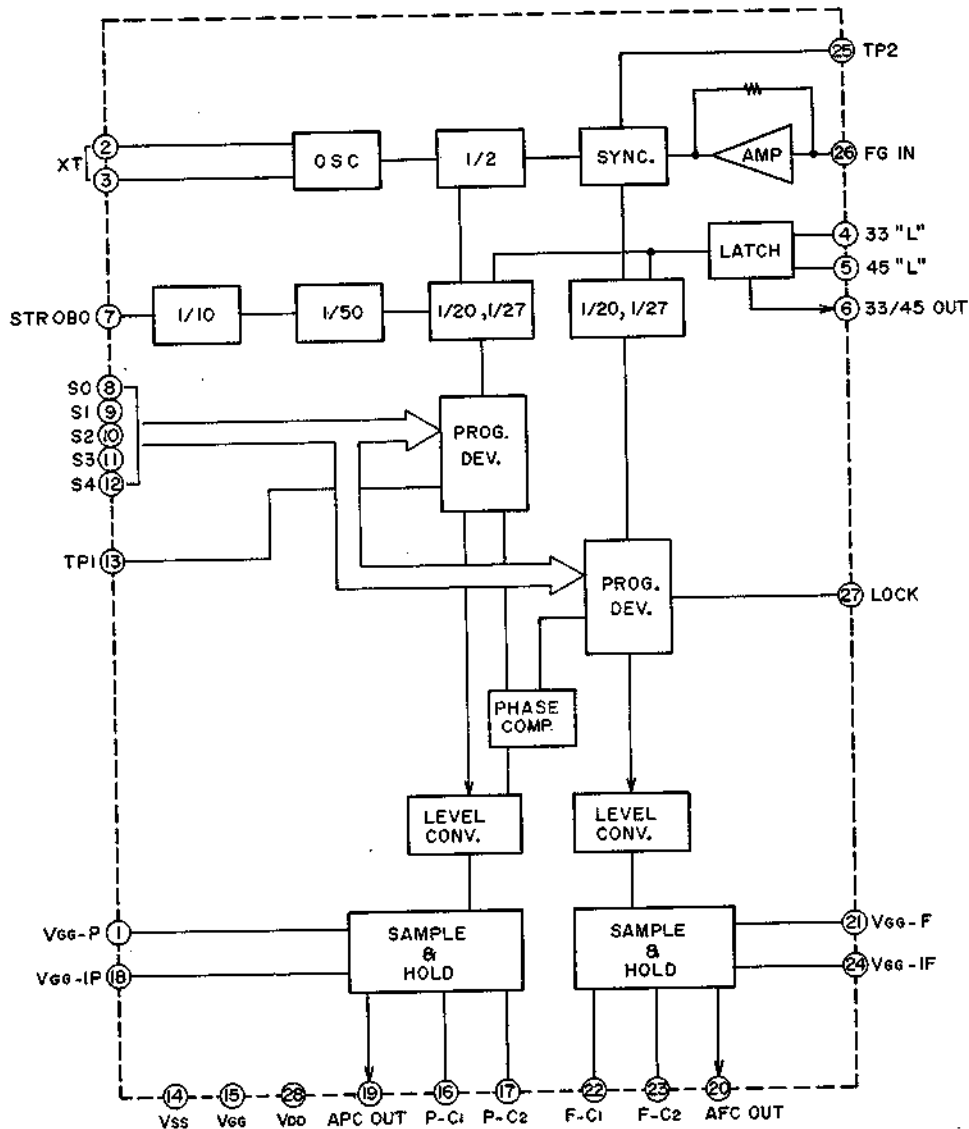 25 TP2
2
XT
3
OSC
1/2
SYNC.
AMP
26 FG IN
LATCH
4 33 "L"
5 45 "L"
6 33/45 OUT
STROBO 7
1/10
1/50
1/20,1/27
1/20,1/27
S0 8
S1 9
S2 10
S3 11
S4 12
PROG.
DEV.
TP1 13
PROG.
DEV.
27 LOCK
PHASE
COMP.
LEVEL
CONV.
LEVEL
CONV.
VGG-P 1
VGG-IP 18
SAMPLE
&
HOLD
SAMPLE
&
HOLD
21 VGG-F
24 VGG-IF
14
VSS
15
VGG
28
VDD
19
APC OUT
16
P-C1
17
P-C2
22
F-C1
23
F-C2
20
AFC OUT